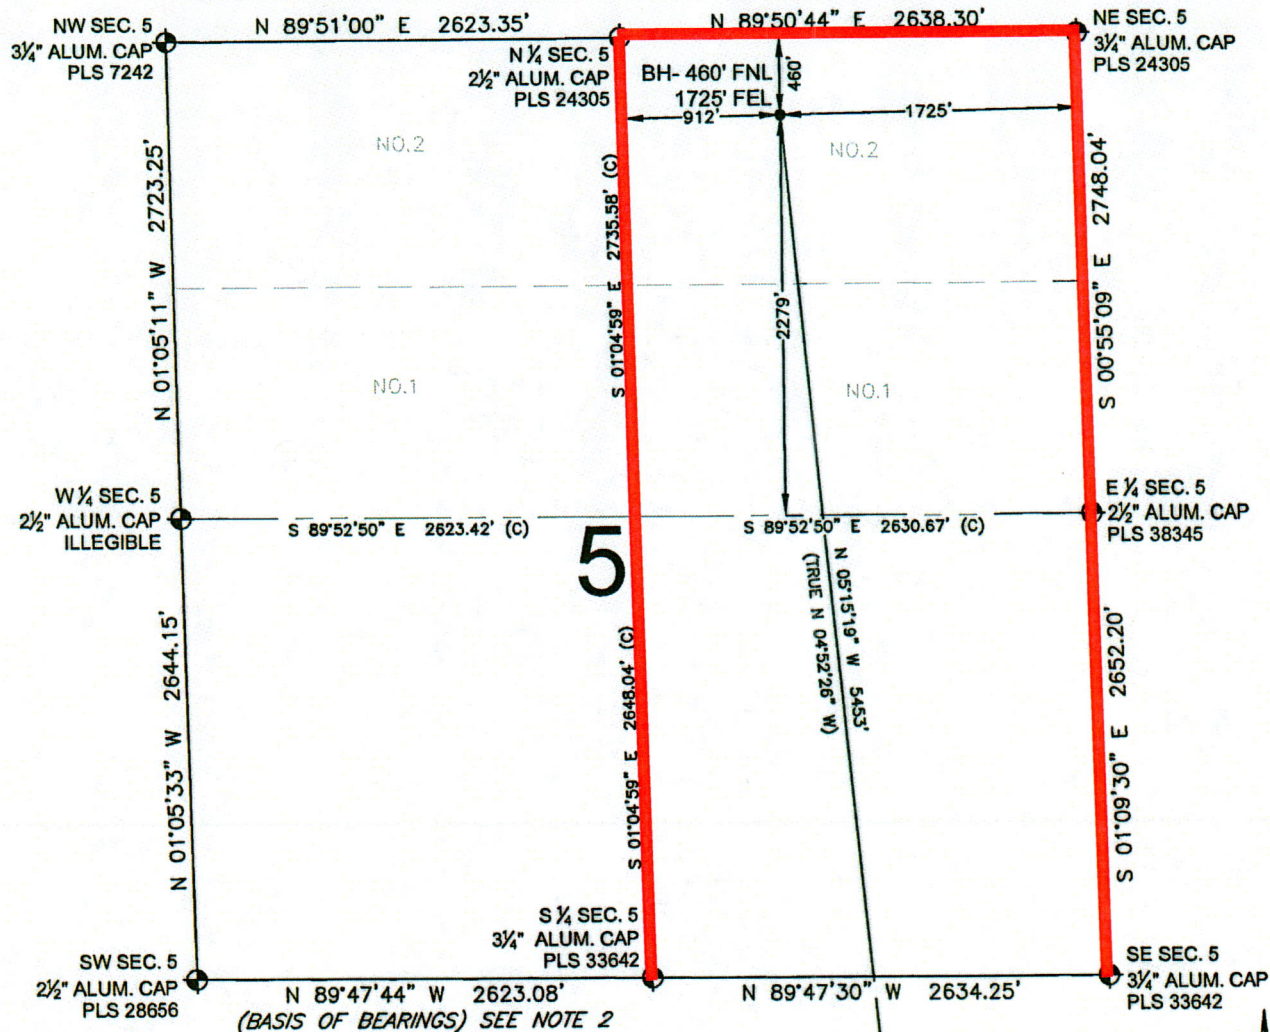 NW SEC. 5
3¼" ALUM. CAP
PLS 7242
N 89°51'00" E 2623.35'
N ¼ SEC. 5
2½" ALUM. CAP
PLS 24305
N 89°50'44" E 2638.30'
NE SEC. 5
3¼" ALUM. CAP
PLS 24305
BH- 460' FNL
1725' FEL
460'
912'
1725'
NO.2
NO.2
N 01°05'11" W 2723.25'
S 01°04'59" E 2735.58' (C)
2279'
S 00°55'09" E 2748.04'
NO.1
NO.1
W ¼ SEC. 5
2½" ALUM. CAP
ILLEGIBLE
S 89°52'50" E 2623.42' (C)
5
S 89°52'50" E 2630.67' (C)
E ¼ SEC. 5
2½" ALUM. CAP
PLS 38345
N 05°15'19" W 5453'
(TRUE N 04°52'26" W)
N 01°05'33" W 2644.15'
S 01°04'59" E 2648.04' (C)
S 01°09'30" E 2652.20'
S ¼ SEC. 5
3¼" ALUM. CAP
PLS 33642
SW SEC. 5
2½" ALUM. CAP
PLS 28656
N 89°47'44" W 2623.08'
(BASIS OF BEARINGS) SEE NOTE 2
N 89°47'30" W 2634.25'
SE SEC. 5
3¼" ALUM. CAP
PLS 33642